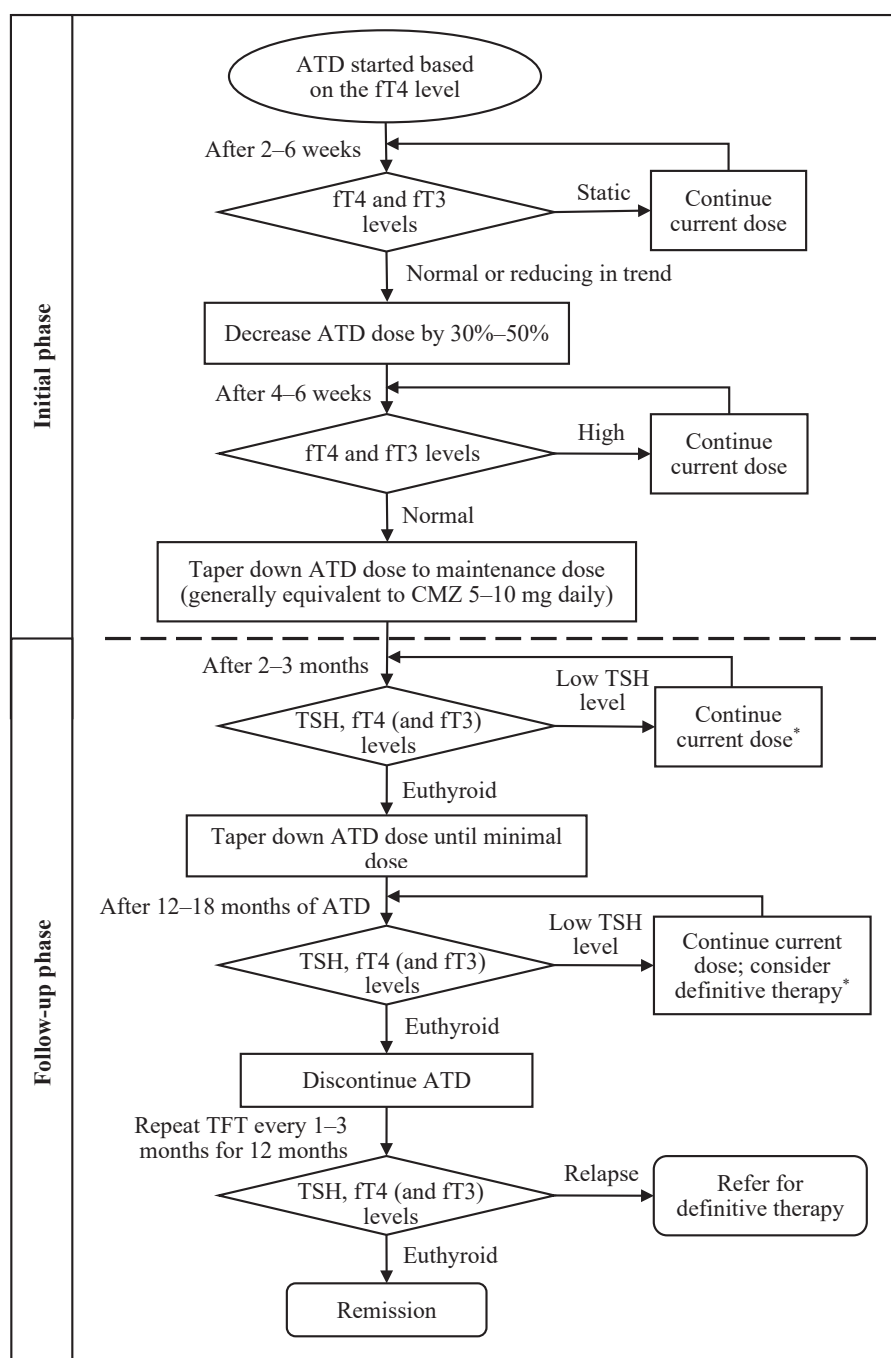 ATD started based
on the fT4 level
After 2–6 weeks
fT4 and fT3
levels
Static
Continue
current dose
Normal or reducing in trend
Decrease ATD dose by 30%–50%
After 4–6 weeks
fT4 and fT3 levels
High
Continue
current dose
Normal
Taper down ATD dose to maintenance dose
(generally equivalent to CMZ 5–10 mg daily)
Initial phase
After 2–3 months
TSH, fT4 (and fT3)
levels
Low TSH
level
Continue
current dose*
Euthyroid
Taper down ATD dose until minimal
dose
After 12–18 months of ATD
TSH, fT4 (and fT3)
levels
Low TSH
level
Continue current
dose; consider
definitive therapy*
Euthyroid
Discontinue ATD
Repeat TFT every 1–3
months for 12 months
TSH, fT4 (and fT3)
levels
Relapse
Refer for
definitive therapy
Euthyroid
Remission
Follow-up phase